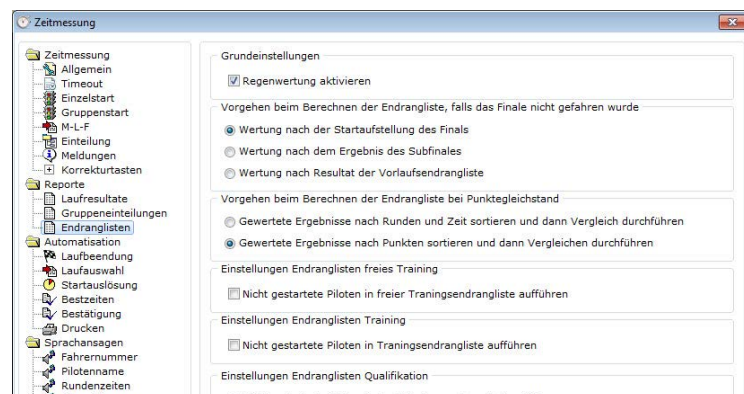 Zeitmessung
Zeitmessung
Allgemein
Timeout
Einzelstart
Gruppenstart
M-L-F
Einteilung
Meldungen
Korrekturtasten
Reporte
Laufresultate
Gruppeneinteilungen
Endranglisten
Automatisation
Laufbeendung
Laufauswahl
Startauslösung
Bestzeiten
Bestätigung
Drucken
Sprachansagen
Fahrernummer
Pilotenname
Rundenzeiten
Grundeinstellungen
Regenwertung aktivieren
Vorgehen beim Berechnen der Endrangliste, falls das Finale nicht gefahren wurde
Wertung nach der Startaufstellung des Finals
Wertung nach dem Ergebnis des Subfinales
Wertung nach Resultat der Vorlaufsendrangliste
Vorgehen beim Berechnen der Endrangliste bei Punktegleichstand
Gewertete Ergebnisse nach Runden und Zeit sortieren und dann Vergleich durchführen
Gewertete Ergebnisse nach Punkten sortieren und dann Vergleichen durchführen
Einstellungen Endranglisten freies Training
Nicht gestartete Piloten in freier Traningsendrangliste aufführen
Einstellungen Endranglisten Training
Nicht gestartete Piloten in Traningsendrangliste aufführen
Einstellungen Endranglisten Qualifikation